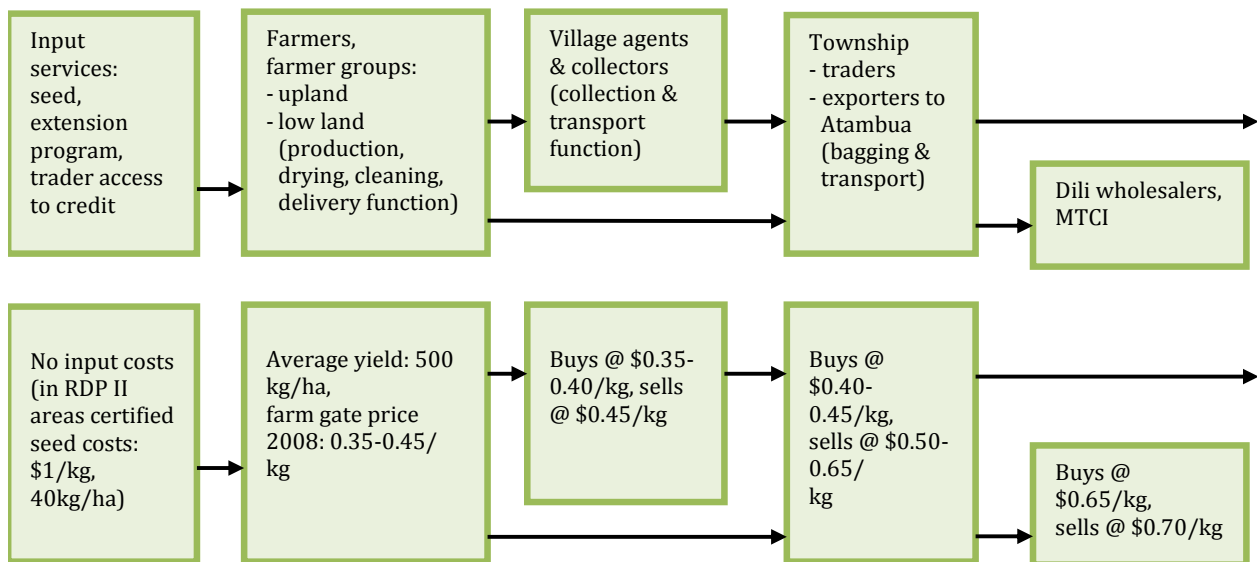 Input
services:
seed,
extension
program,
trader access
to credit
Farmers,
farmer groups:
- upland
- low land
(production,
drying, cleaning,
delivery function)
Village agents
& collectors
(collection &
transport
function)
Township
- traders
- exporters to
Atambua
(bagging &
transport)
Dili wholesalers,
MTCI
No input costs
(in RDP II
areas certified
seed costs:
$1/kg,
40kg/ha)
Average yield: 500
kg/ha,
farm gate price
2008: 0.35-0.45/
kg
Buys @ $0.35-
0.40/kg, sells
@ $0.45/kg
Buys @
$0.40-
0.45/kg,
sells @ $0.50-
0.65/
kg
Buys @
$0.65/kg,
sells @ $0.70/kg